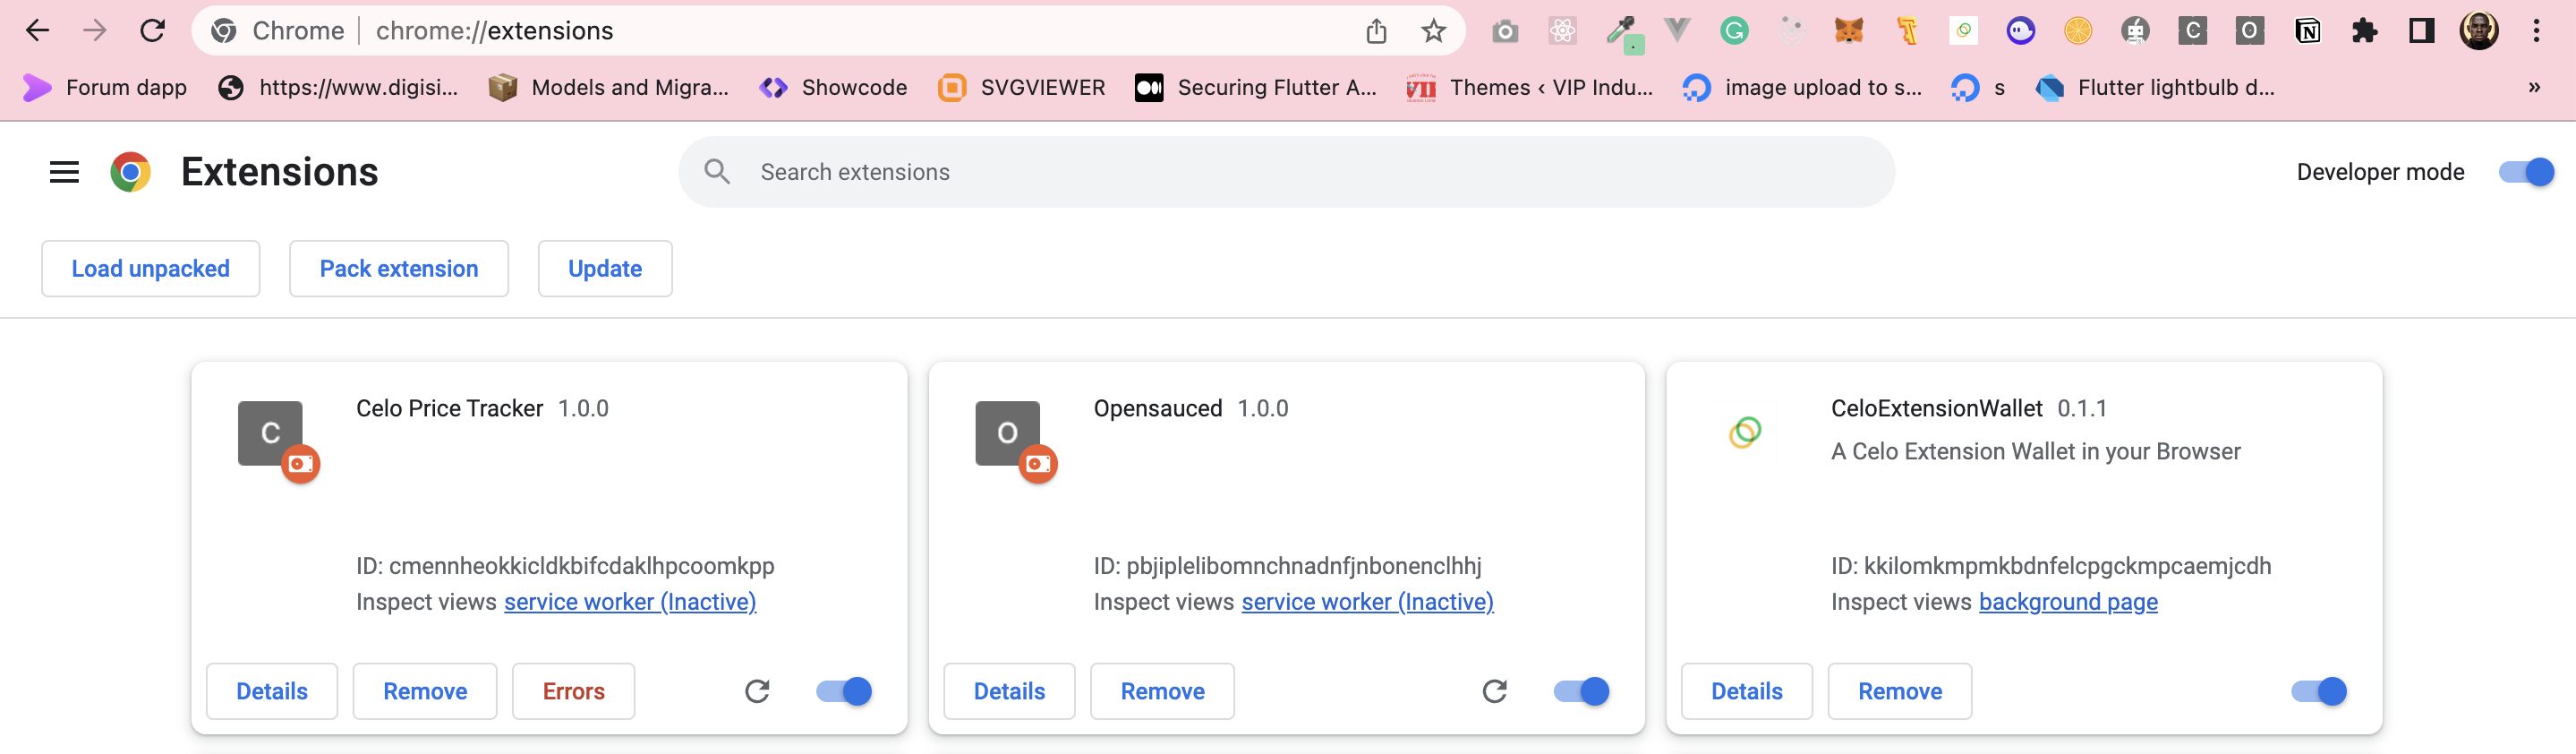 Chrome chrome://extensions
Forum dapp https://www.digisi... Models and Migra... Showcode SVGVIEWER Securing Flutter A... Themes ‹ VIP Indu... image upload to s... s Flutter lightbulb d... »
Extensions Search extensions Developer mode
Load unpacked Pack extension Update
C Celo Price Tracker 1.0.0
ID: cmennheokkicldkbifcdaklhpcoomkpp
Inspect views service worker (Inactive)
Details Remove Errors
O Opensauced 1.0.0
ID: pbjiplelibomnchnadnfjnbonenclhhj
Inspect views service worker (Inactive)
Details Remove
CeloExtensionWallet 0.1.1
A Celo Extension Wallet in your Browser
ID: kkilomkmpmkbdnfelcpgckmpcaemjcdh
Inspect views background page
Details Remove